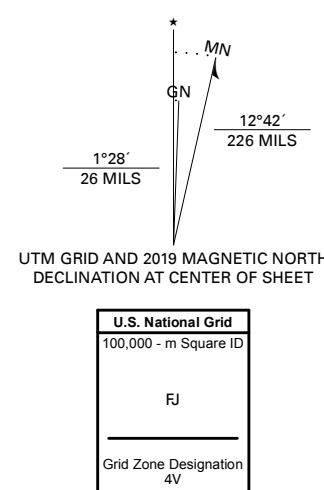 ★
MN
GN
12°42´
226 MILS
1°28´
26 MILS
UTM GRID AND 2019 MAGNETIC NORTH
DECLINATION AT CENTER OF SHEET
U.S. National Grid
100,000 - m Square ID
FJ
Grid Zone Designation
4V